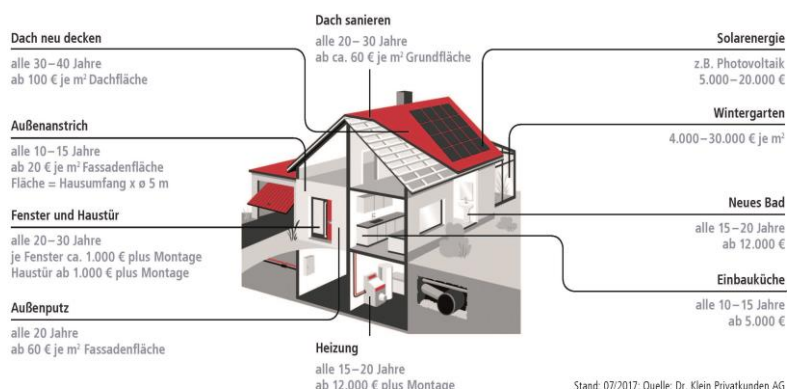 Dach sanieren
alle 20–30 Jahre
ab ca. 60 € je m² Grundfläche
Dach neu decken
alle 30–40 Jahre
ab 100 € je m² Dachfläche
Außenanstrich
alle 10–15 Jahre
ab 20 € je m² Fassadenfläche
Fläche = Hausumfang x ø 5 m
Fenster und Haustür
alle 20–30 Jahre
je Fenster ca. 1.000 € plus Montage
Haustür ab 1.000 € plus Montage
Außenputz
alle 20 Jahre
ab 60 € je m² Fassadenfläche
Heizung
alle 15–20 Jahre
ab 12.000 € plus Montage
Solarenergie
z.B. Photovoltaik
5.000–20.000 €
Wintergarten
4.000–30.000 € je m²
Neues Bad
alle 15–20 Jahre
ab 12.000 €
Einbauküche
alle 10–15 Jahre
ab 5.000 €
Stand: 07/2017; Quelle: Dr. Klein Privatkunden AG